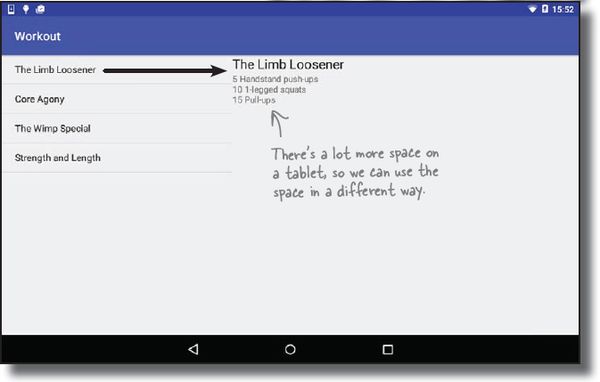 15:52
Workout
The Limb Loosener
Core Agony
The Wimp Special
Strength and Length
The Limb Loosener
5 Handstand push-ups
10 1-legged squats
15 Pull-ups
There's a lot more space on
a tablet, so we can use the
space in a different way.